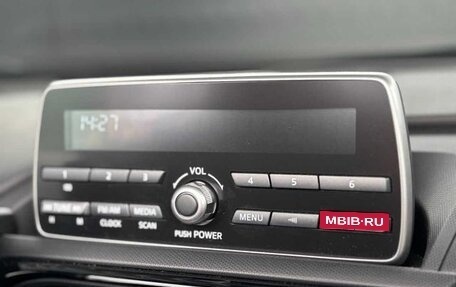 14:27
VOL
1 2 3
4 5 6
TUNE FM·AM MEDIA
MENU MBIB·RU
H M CLOCK SCAN
PUSH POWER